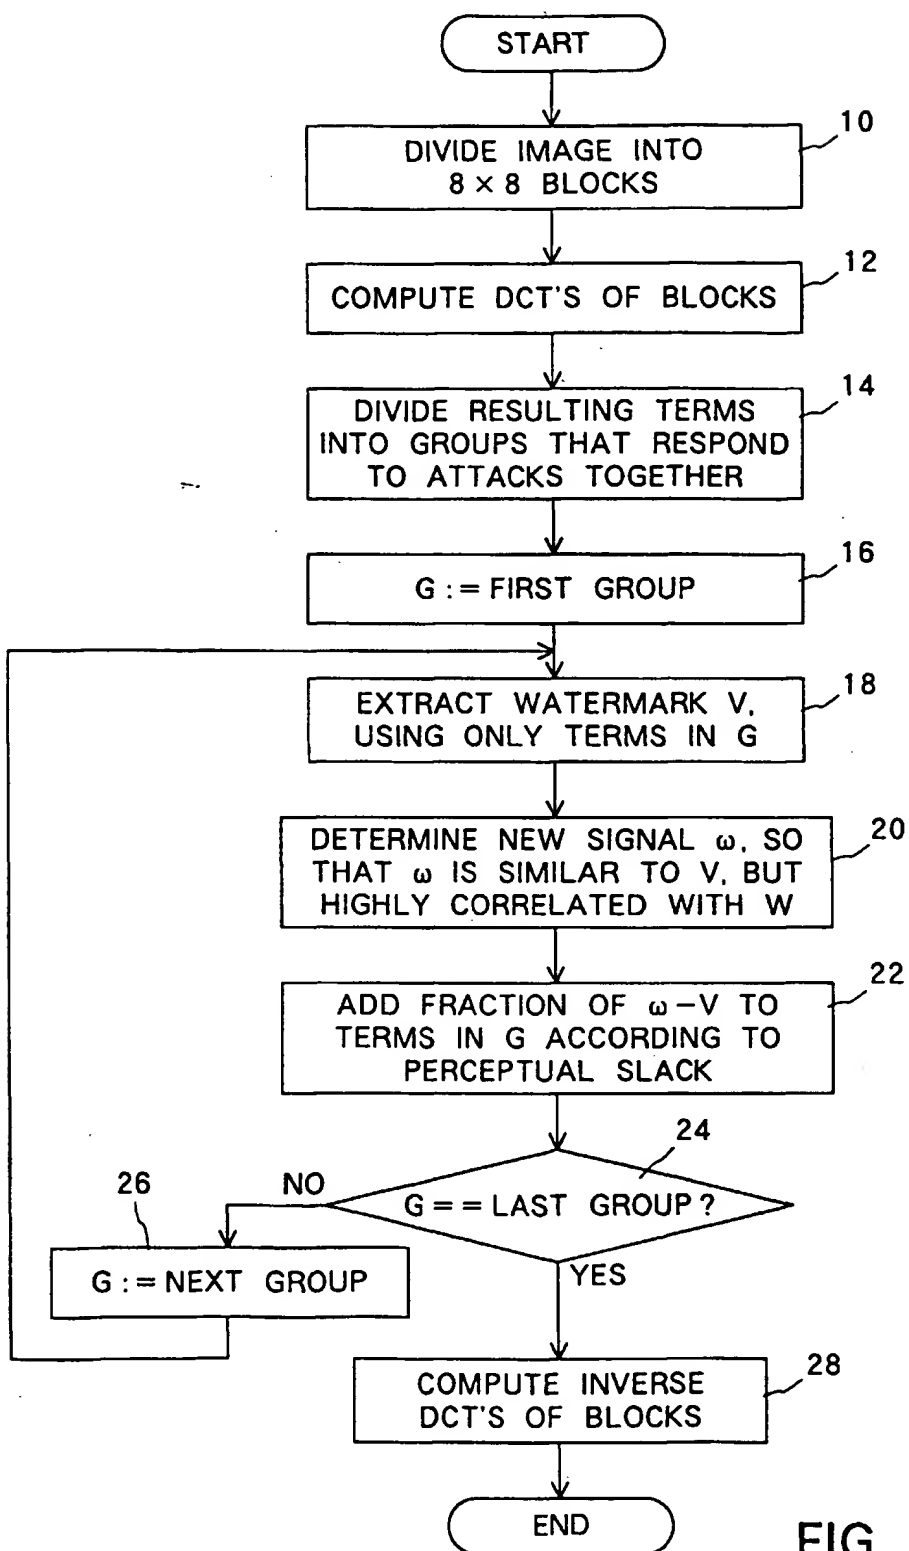 START
10
DIVIDE IMAGE INTO
8 × 8 BLOCKS
12
COMPUTE DCT'S OF BLOCKS
14
DIVIDE RESULTING TERMS
INTO GROUPS THAT RESPOND
TO ATTACKS TOGETHER
16
G := FIRST GROUP
18
EXTRACT WATERMARK V,
USING ONLY TERMS IN G
20
DETERMINE NEW SIGNAL ω, SO
THAT ω IS SIMILAR TO V, BUT
HIGHLY CORRELATED WITH W
22
ADD FRACTION OF ω-V TO
TERMS IN G ACCORDING TO
PERCEPTUAL SLACK
24
G == LAST GROUP?
NO
26
G := NEXT GROUP
YES
28
COMPUTE INVERSE
DCT'S OF BLOCKS
END
FIG